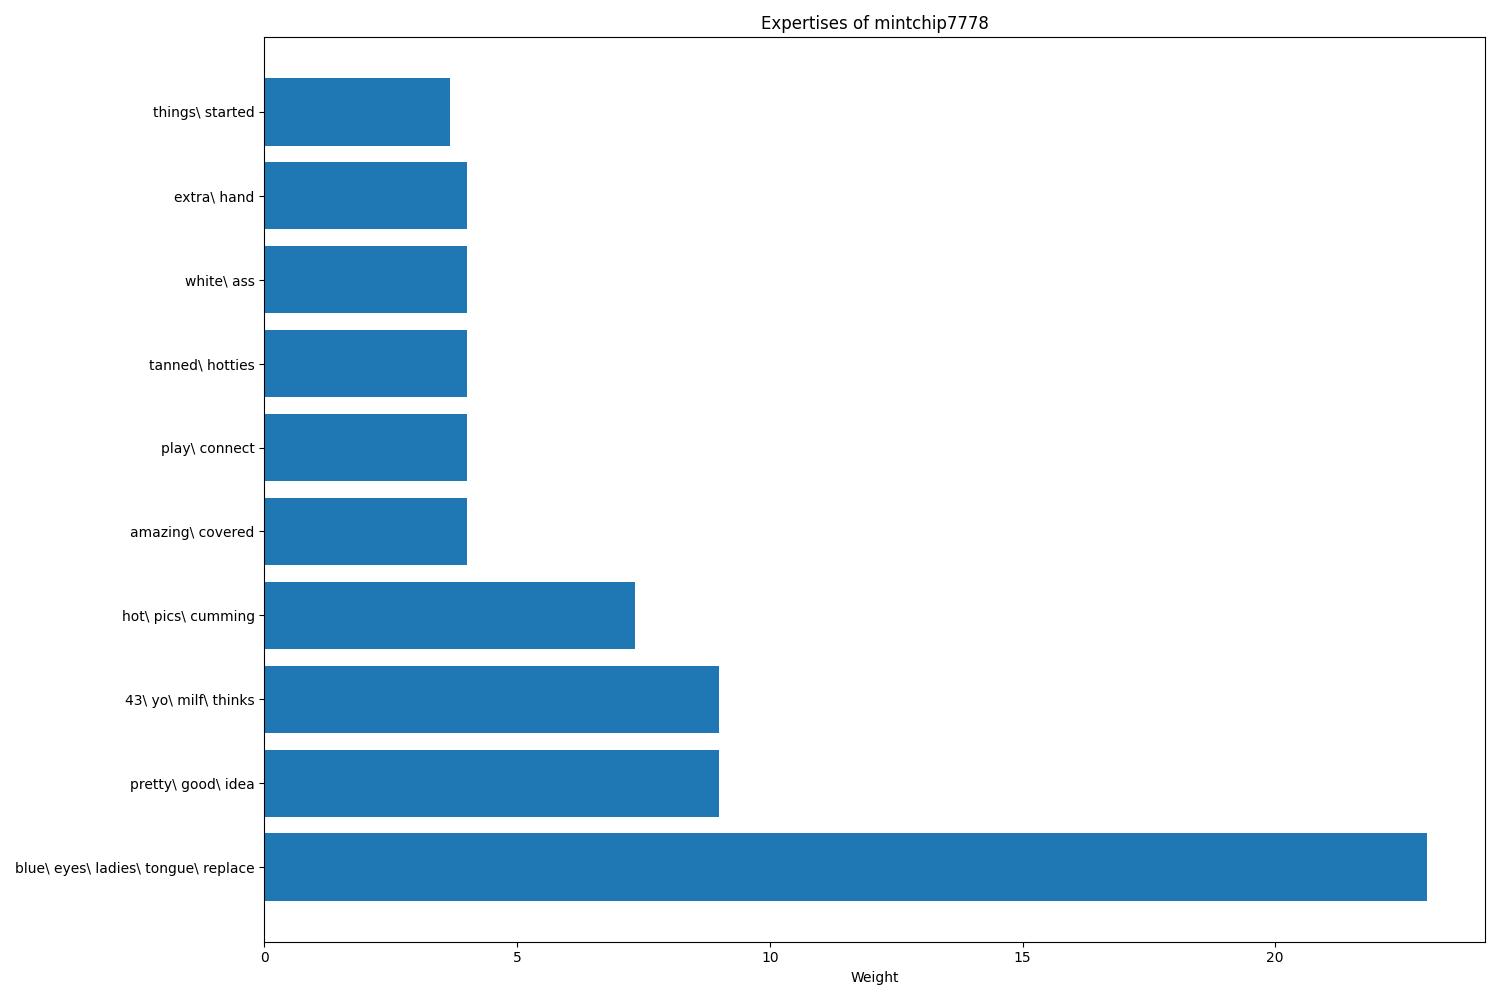 Expertises of mintchip7778
things\ started
extra\ hand
white\ ass
tanned\ hotties
play\ connect
amazing\ covered
hot\ pics\ cumming
43\ yo\ milf\ thinks
pretty\ good\ idea
blue\ eyes\ ladies\ tongue\ replace
0 5 10 15 20
Weight